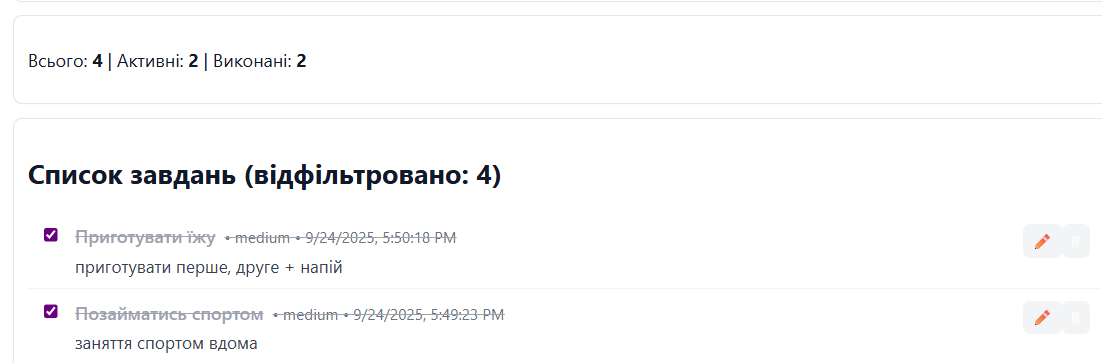 Всього: 4 | Активні: 2 | Виконані: 2
Список завдань (відфільтровано: 4)
Приготувати їжу • medium • 9/24/2025, 5:50:18 PM
приготувати перше, друге + напій
Позайматись спортом • medium • 9/24/2025, 5:49:23 PM
заняття спортом вдома